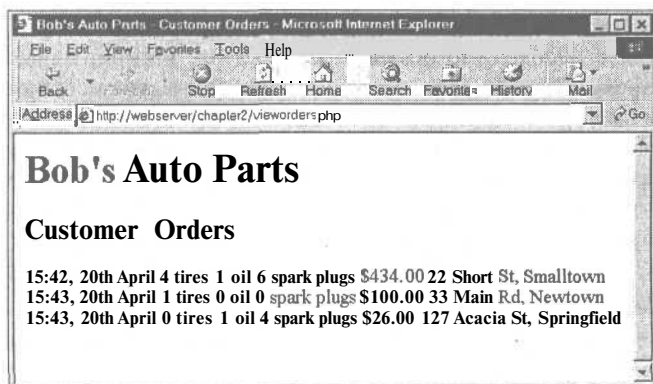 Bob's Auto Parts - Customer Orders - Microsoft Internet Explorer
File Edit View Favorites Tools Help
Back Stop Refresh Home Search Favorites History Mail
Address http://webserver/chapter2/vieworders.php Go
Bob's Auto Parts
Customer Orders
15:42, 20th April 4 tires 1 oil 6 spark plugs $434.00 22 Short St, Smalltown
15:43, 20th April 1 tires 0 oil 0 spark plugs $100.00 33 Main Rd, Newtown
15:43, 20th April 0 tires 1 oil 4 spark plugs $26.00 127 Acacia St, Springfield